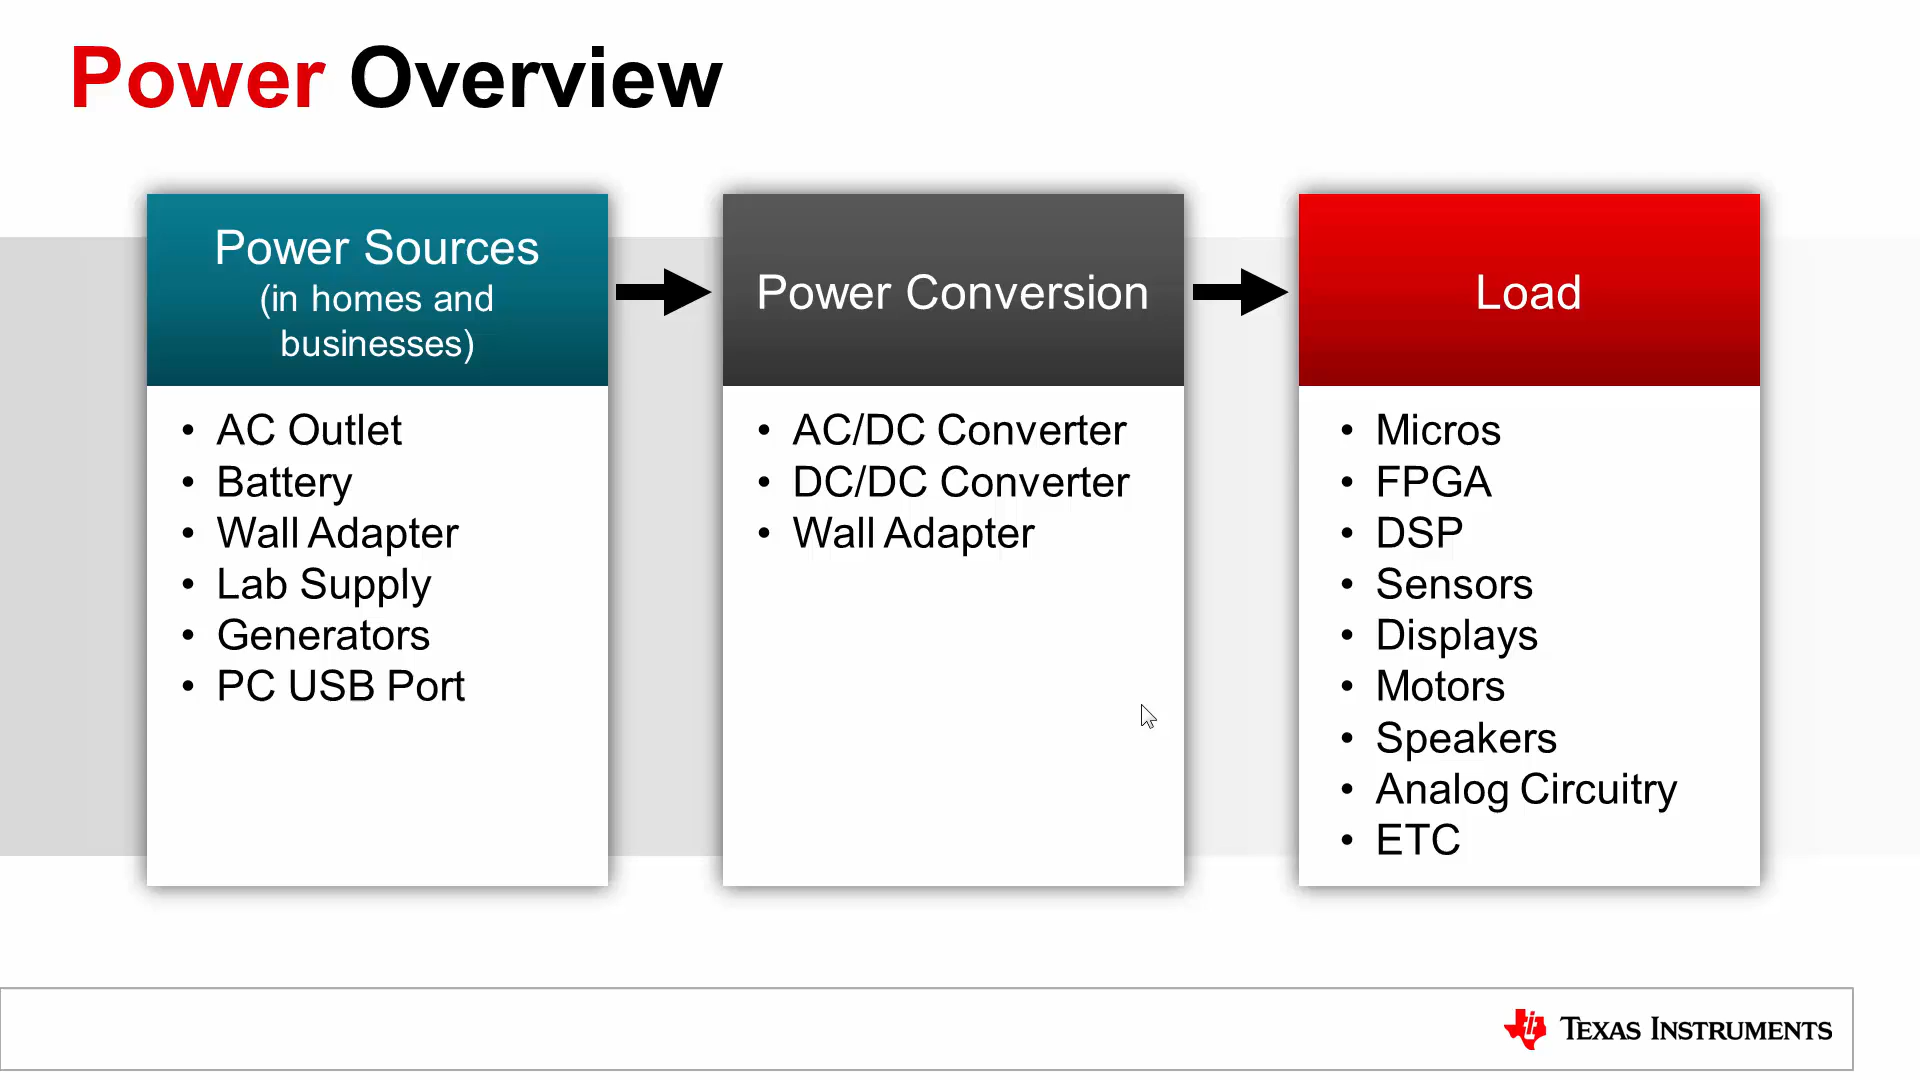 Power Overview
Power Sources
(in homes and
businesses)
• AC Outlet
• Battery
• Wall Adapter
• Lab Supply
• Generators
• PC USB Port
Power Conversion
• AC/DC Converter
• DC/DC Converter
• Wall Adapter
Load
• Micros
• FPGA
• DSP
• Sensors
• Displays
• Motors
• Speakers
• Analog Circuitry
• ETC
TEXAS INSTRUMENTS